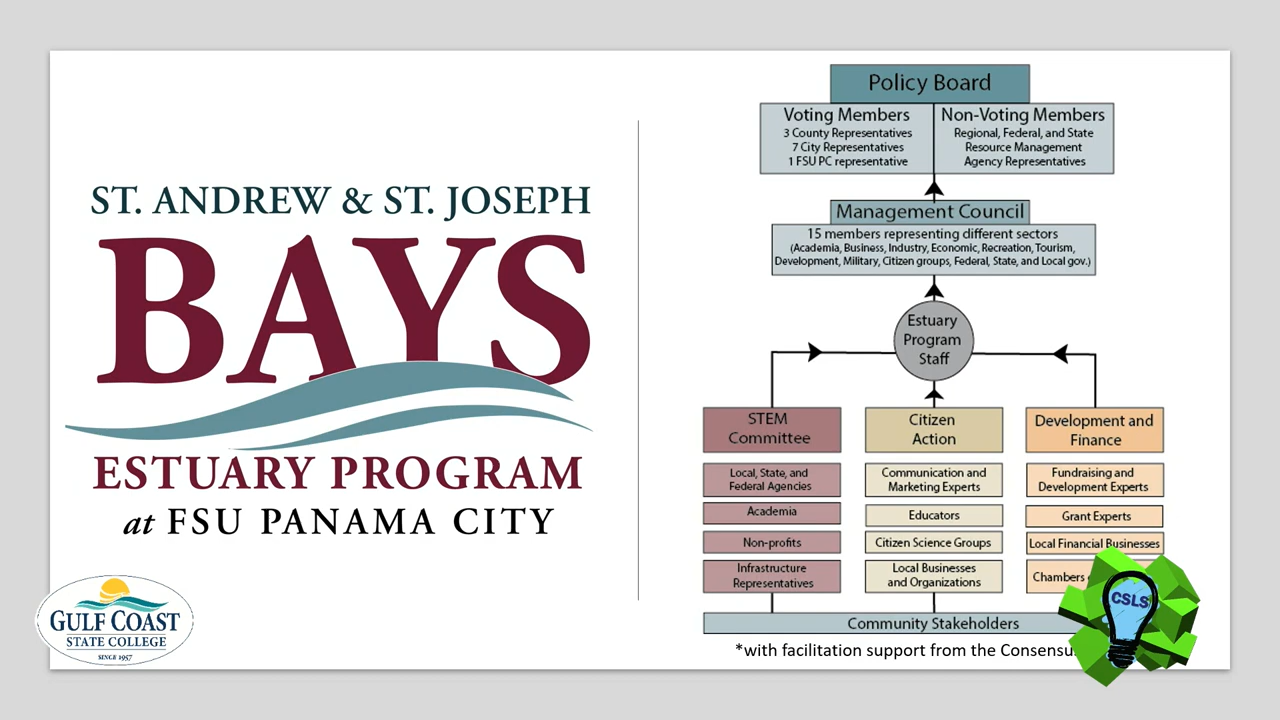 ST. ANDREW & ST. JOSEPH
BAYS
ESTUARY PROGRAM
at FSU PANAMA CITY
GULF COAST
STATE COLLEGE
SINCE 1957
Policy Board
Voting Members
3 County Representatives
7 City Representatives
1 FSU PC representative
Non-Voting Members
Regional, Federal, and State
Resource Management
Agency Representatives
Management Council
15 members representing different sectors
(Academia, Business, Industry, Economic, Recreation, Tourism,
Development, Military, Citizen groups, Federal, State, and Local gov.)
Estuary
Program
Staff
STEM
Committee
Local, State, and
Federal Agencies
Academia
Non-profits
Infrastructure
Representatives
Citizen
Action
Communication and
Marketing Experts
Educators
Citizen Science Groups
Local Businesses
and Organizations
Development and
Finance
Fundraising and
Development Experts
Grant Experts
Local Financial Businesses
Chambers
CSLS
Community Stakeholders
*with facilitation support from the